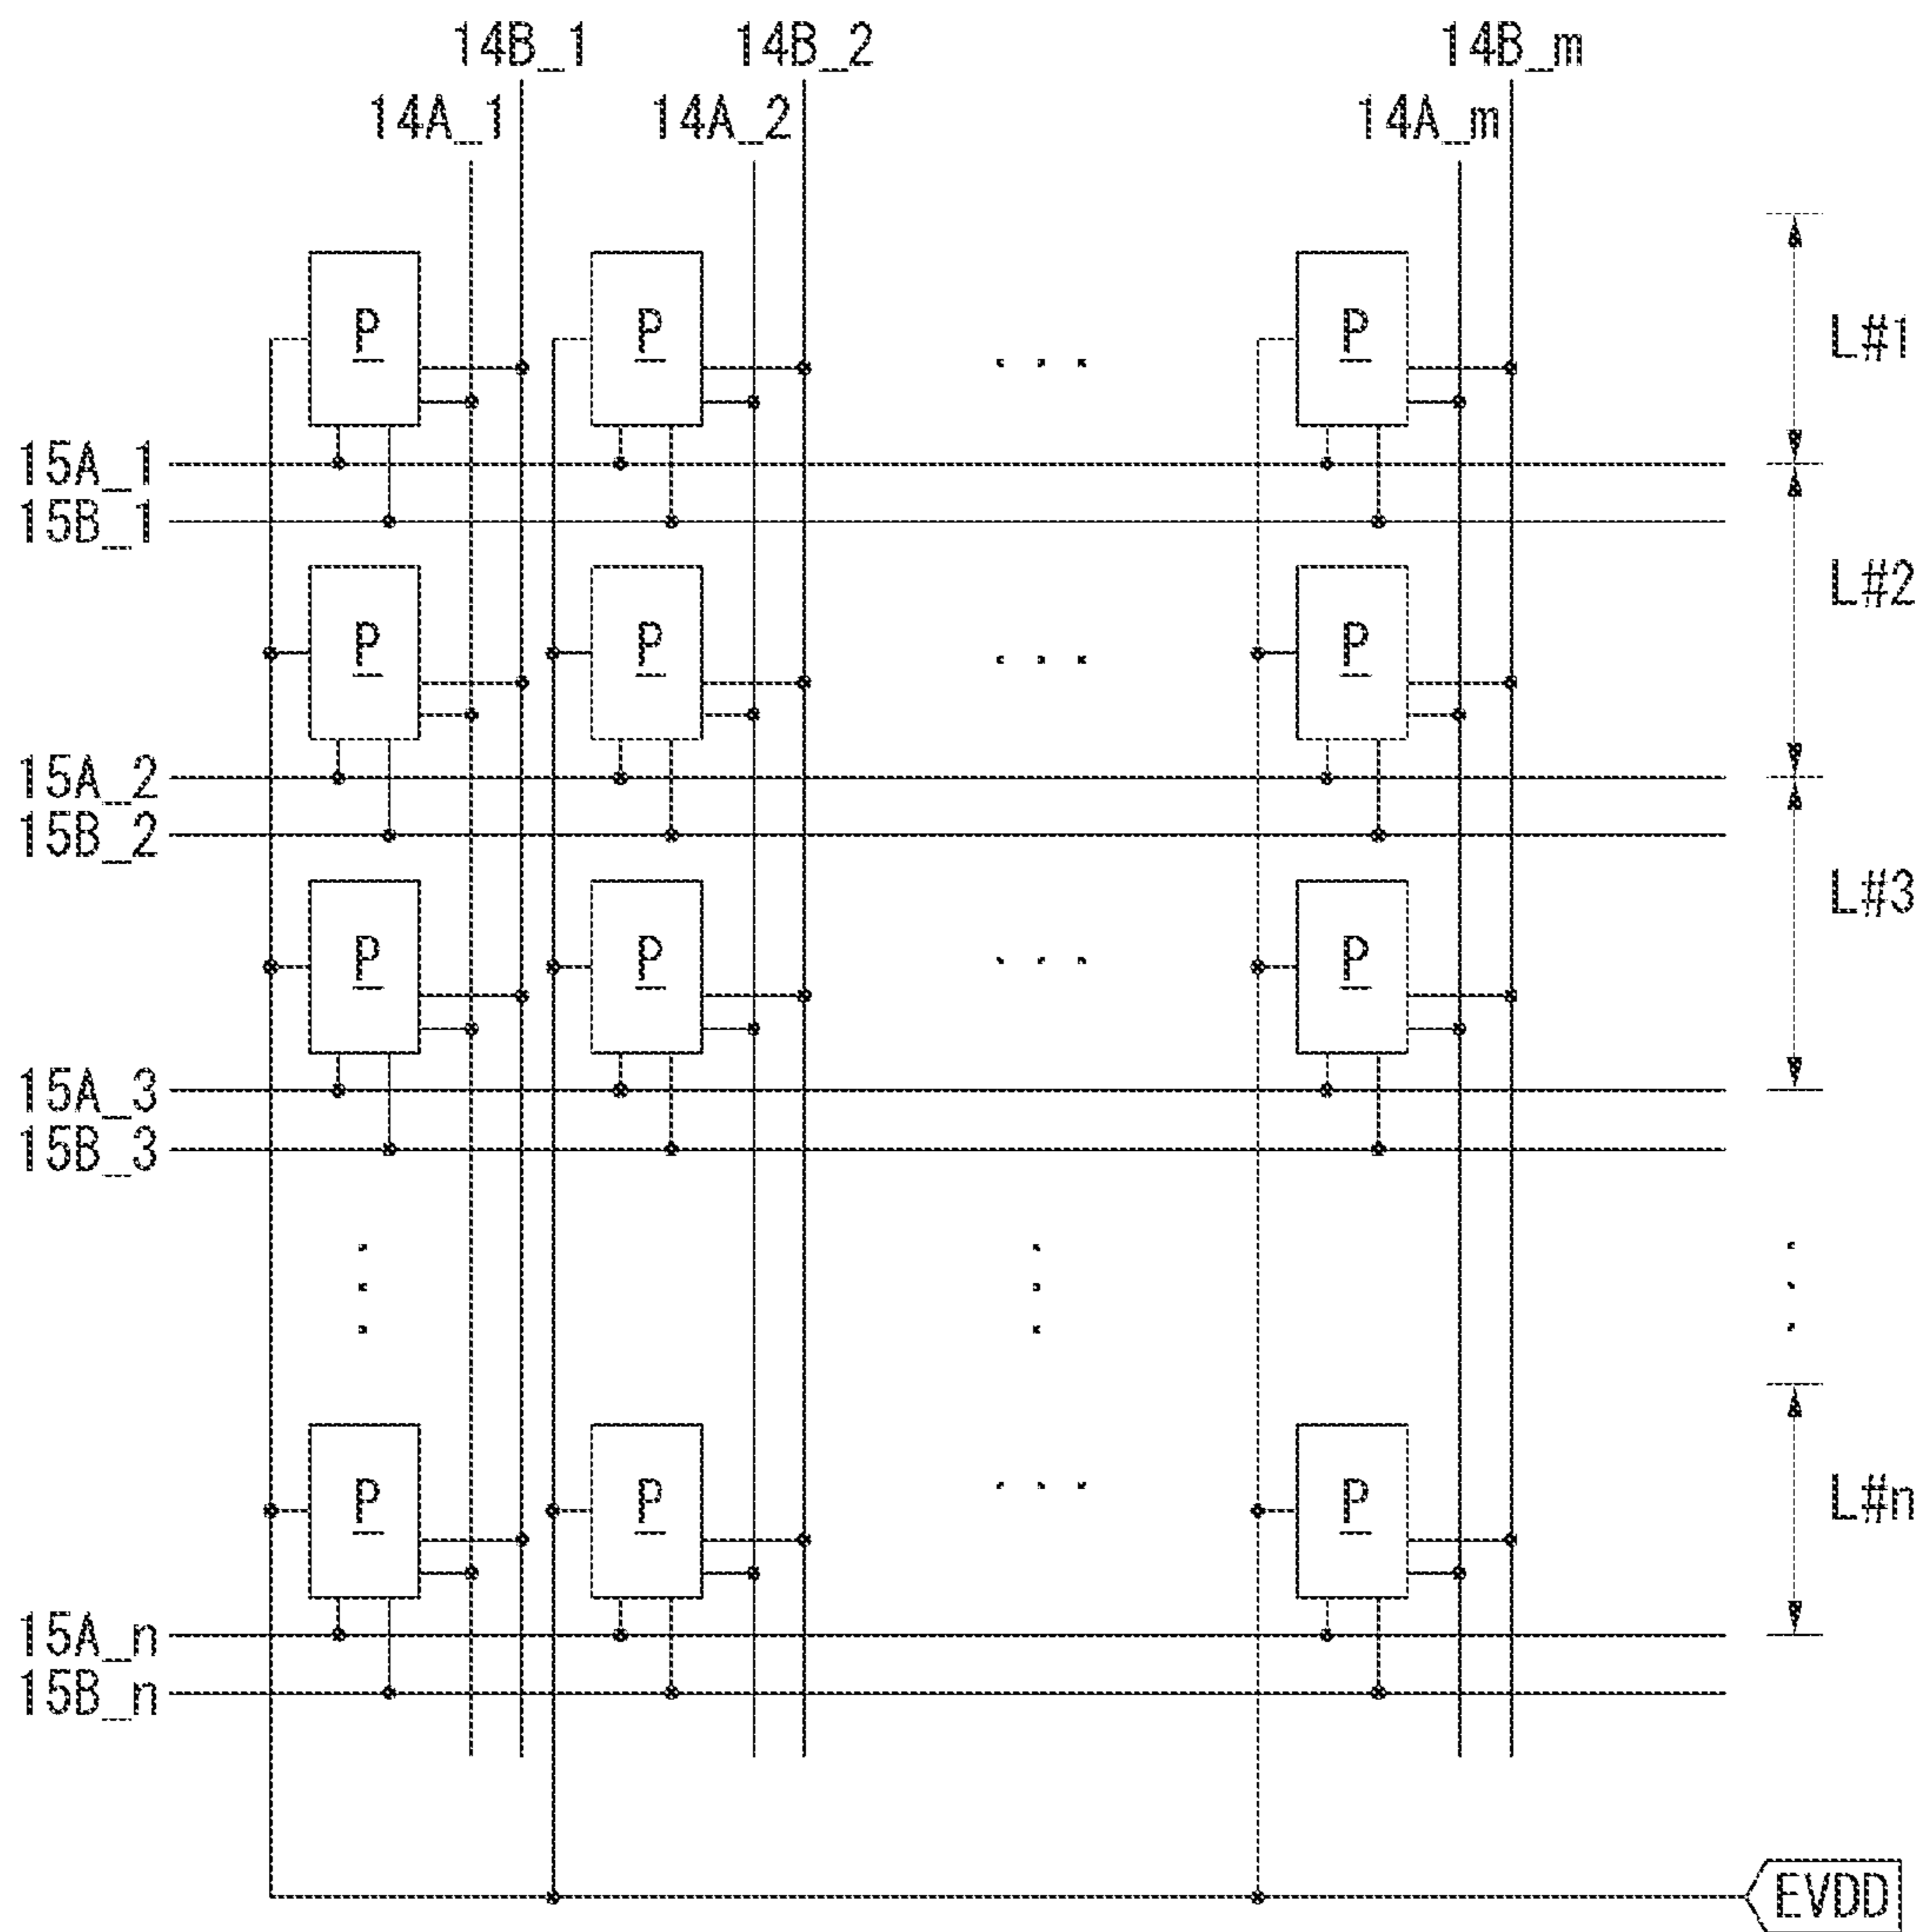 14B_1 14B_2 14B_m
14A_1 14A_2 14A_m
P P P L#1
15A_1
15B_1
P P P L#2
15A_2
15B_2
P P P L#3
15A_3
15B_3
P P P L#n
15A_n
15B_n
EVDD